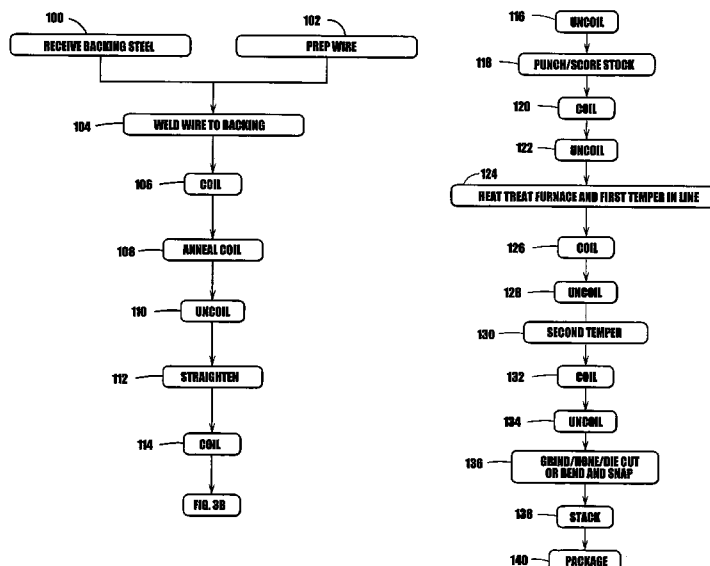 100
RECEIVE BACKING STEEL
102
PREP WIRE
104
WELD WIRE TO BACKING
106
COIL
108
ANNEAL COIL
110
UNCOIL
112
STRAIGHTEN
114
COIL
FIG. 3B
116
UNCOIL
118
PUNCH/SCORE STOCK
120
COIL
122
UNCOIL
124
HEAT TREAT FURNACE AND FIRST TEMPER IN LINE
126
COIL
128
UNCOIL
130
SECOND TEMPER
132
COIL
134
UNCOIL
136
GRIND/HONE/DIE CUT
OR BEND AND SNAP
138
STACK
140
PACKAGE